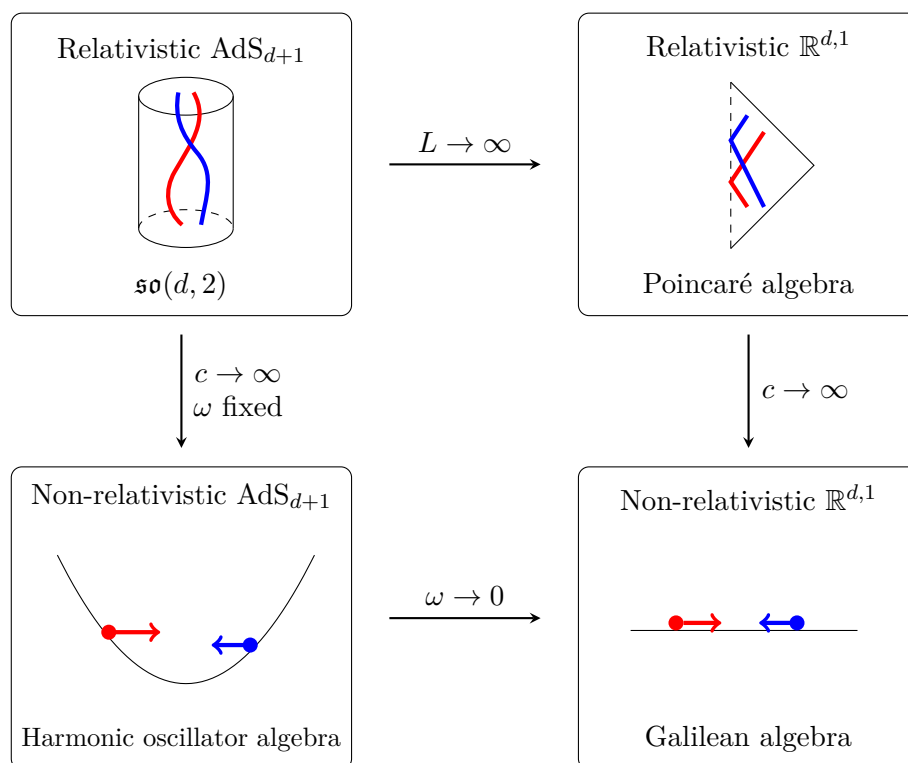 Relativistic AdS_{d+1}
𝔰𝔬(d, 2)
L → ∞
Relativistic ℝ^{d,1}
Poincaré algebra
c → ∞
ω fixed
c → ∞
Non-relativistic AdS_{d+1}
Harmonic oscillator algebra
ω → 0
Non-relativistic ℝ^{d,1}
Galilean algebra